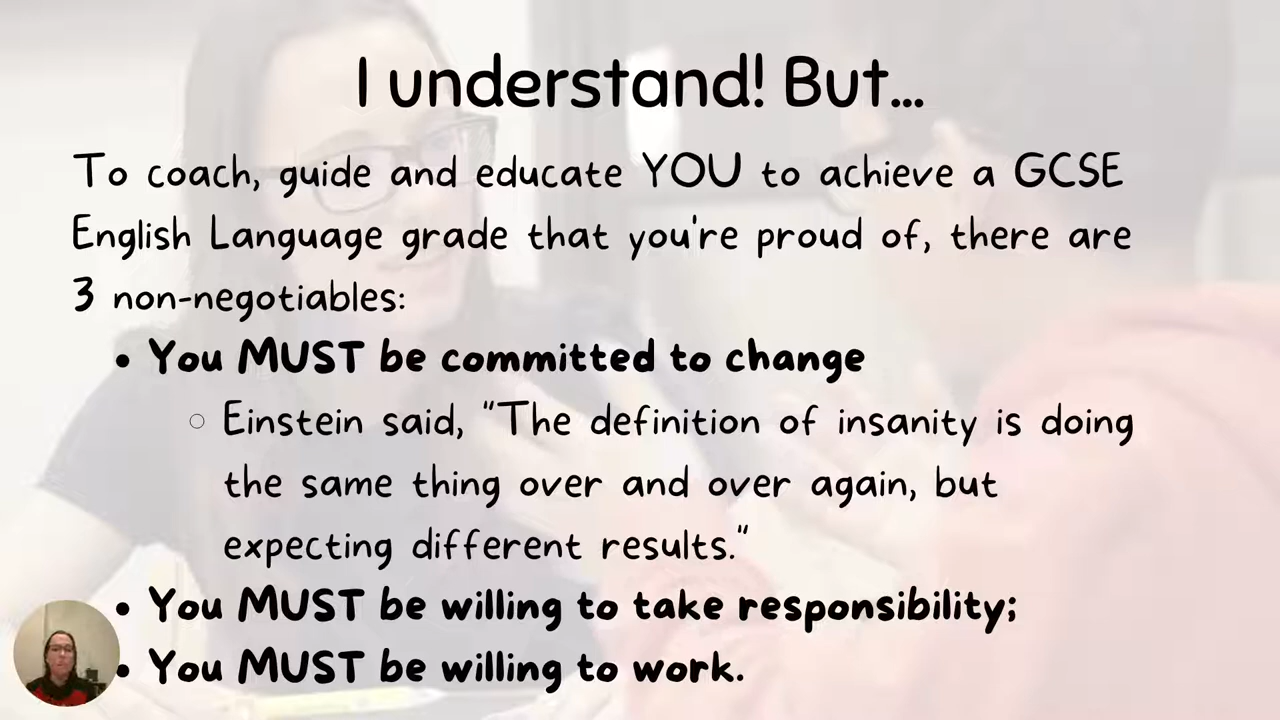 I understand! But...
To coach, guide and educate YOU to achieve a GCSE
English Language grade that you're proud of, there are
3 non-negotiables:
• You MUST be committed to change
○ Einstein said, "The definition of insanity is doing
the same thing over and over again, but
expecting different results."
• You MUST be willing to take responsibility;
• You MUST be willing to work.